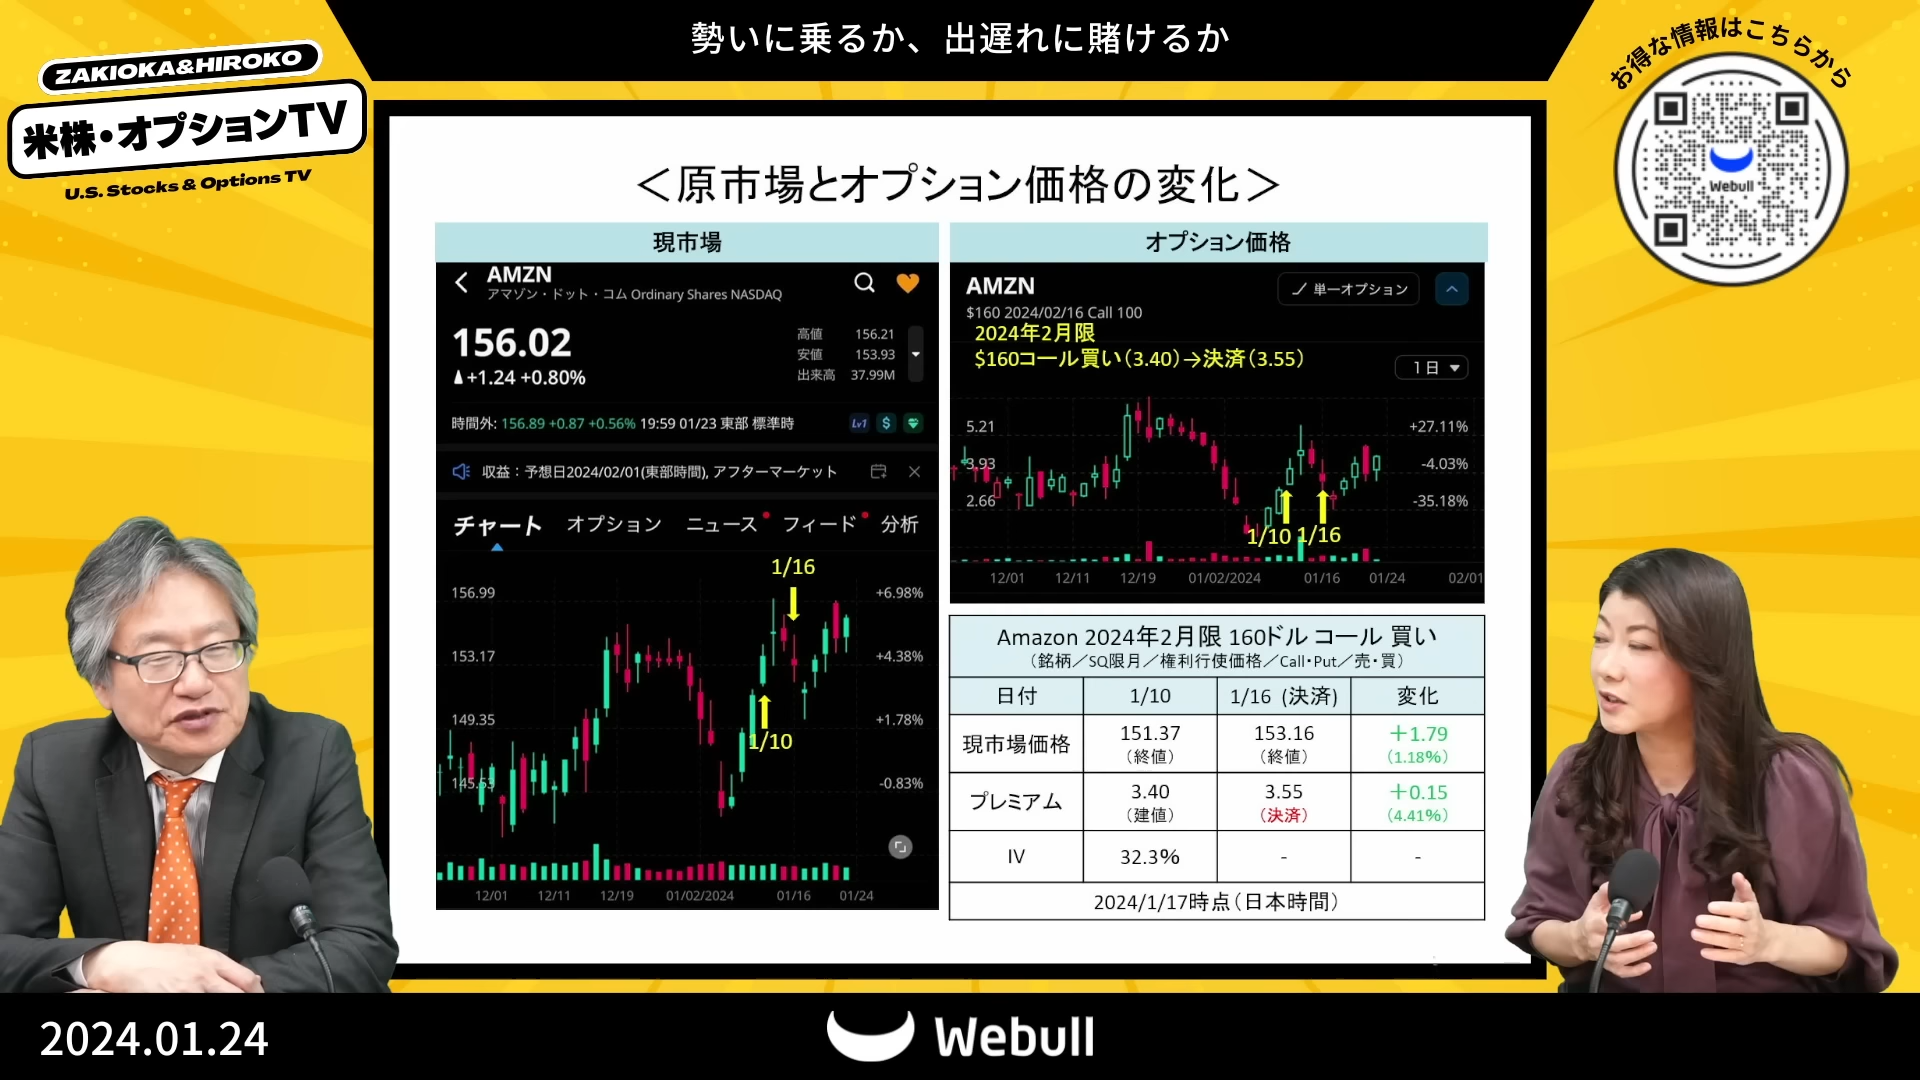 勢いに乗るか、出遅れに賭けるか
ZAKIOKA&HIROKO
米株・オプションTV
U.S. Stocks & Options TV
お得な情報はこちらから
Webull
＜原市場とオプション価格の変化＞
現市場
AMZN
アマゾン・ドット・コム Ordinary Shares NASDAQ
156.02
+1.24 +0.80%
高値 156.21
安値 153.93
出来高 37.99M
時間外: 156.89 +0.87 +0.56% 19:59 01/23 東部 標準時
Lv1 $
収益：予想日2024/02/01(東部時間), アフターマーケット
チャート オプション ニュース フィード 分析
1/16
156.99 +6.98%
153.17 +4.38%
149.35 +1.78%
1/10
145.53 -0.83%
12/01 12/11 12/19 01/02/2024 01/16 01/24
オプション価格
AMZN
単一オプション
$160 2024/02/16 Call 100
2024年2月限
$160コール買い（3.40）→決済（3.55）
1日
5.21 +27.11%
3.93 -4.03%
2.66 -35.18%
1/10 1/16
12/01 12/11 12/19 01/02/2024 01/16 01/24 02/01
Amazon 2024年2月限 160ドル コール 買い
（銘柄／SQ限月／権利行使価格／Call・Put／売・買）
日付 1/10 1/16 (決済) 変化
現市場価格 151.37 153.16 ＋1.79
（終値） （終値） （1.18%）
プレミアム 3.40 3.55 ＋0.15
（建値） （決済） （4.41%）
IV 32.3% - -
2024/1/17時点（日本時間）
2024.01.24
Webull